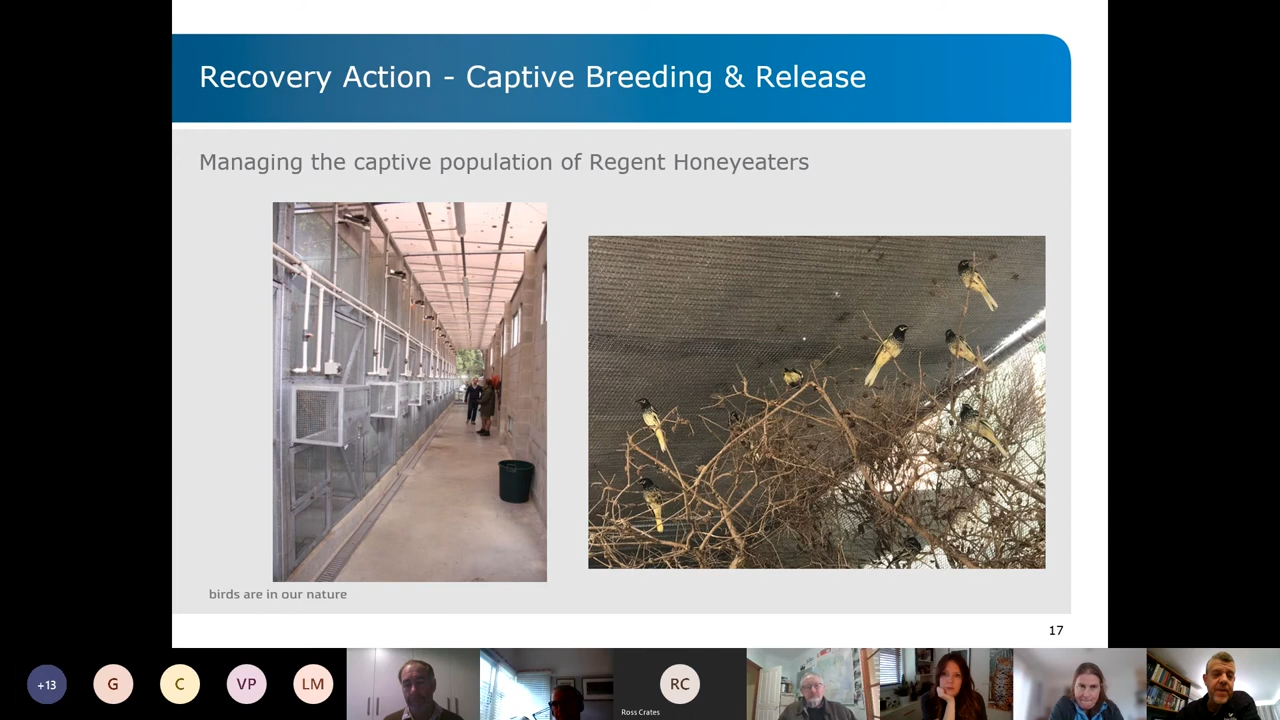 Recovery Action - Captive Breeding & Release
Managing the captive population of Regent Honeyeaters
birds are in our nature
17
+13
G
C
VP
LM
RC
Ross Crates